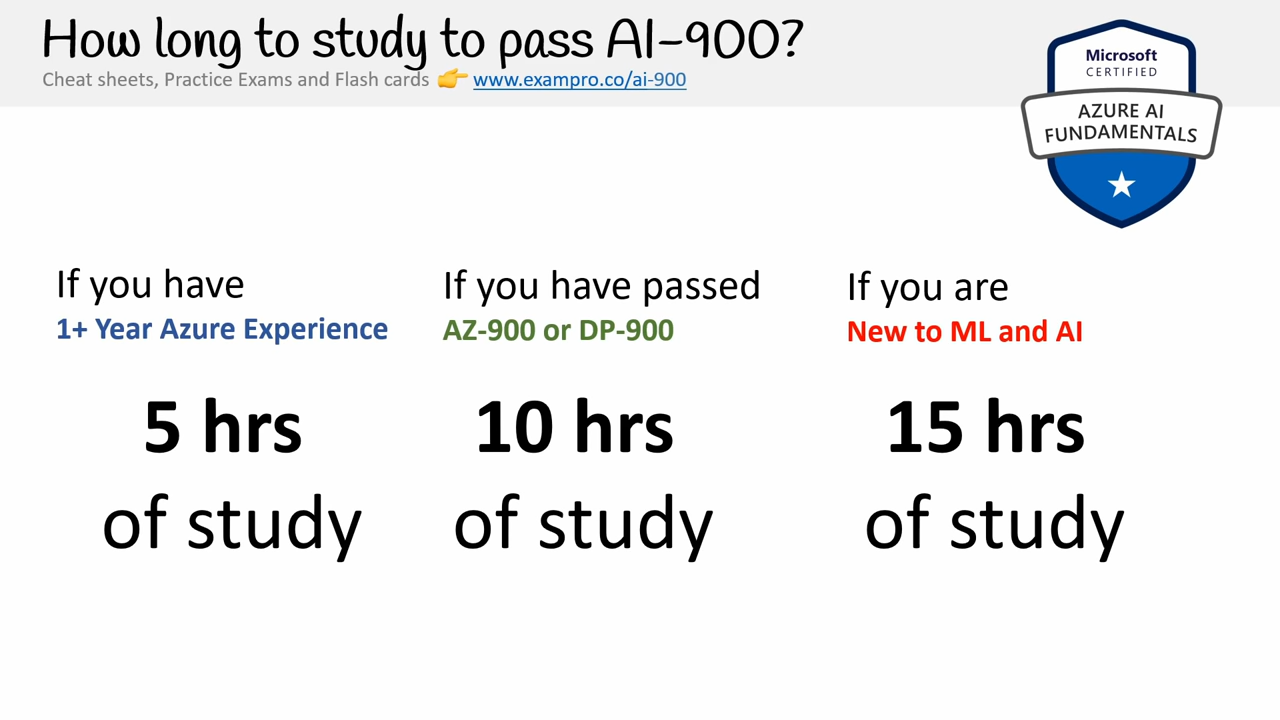 How long to study to pass AI-900?
Cheat sheets, Practice Exams and Flash cards 👉 www.exampro.co/ai-900
Microsoft
CERTIFIED
AZURE AI
FUNDAMENTALS
If you have
1+ Year Azure Experience
5 hrs
of study
If you have passed
AZ-900 or DP-900
10 hrs
of study
If you are
New to ML and AI
15 hrs
of study